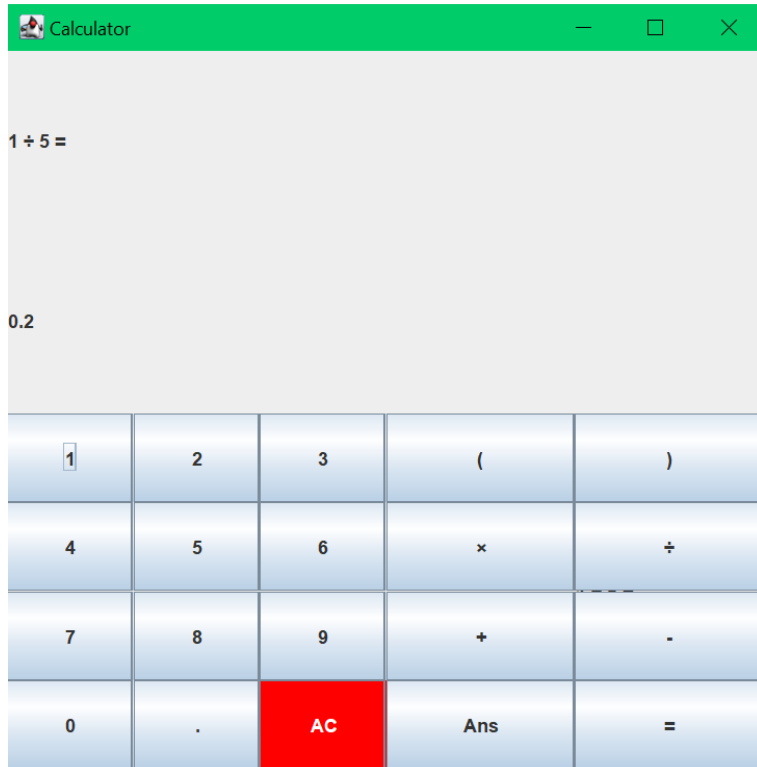 Calculator
1 ÷ 5 =
0.2
1 2 3 ( )
4 5 6 × ÷
7 8 9 + -
0 . AC Ans =